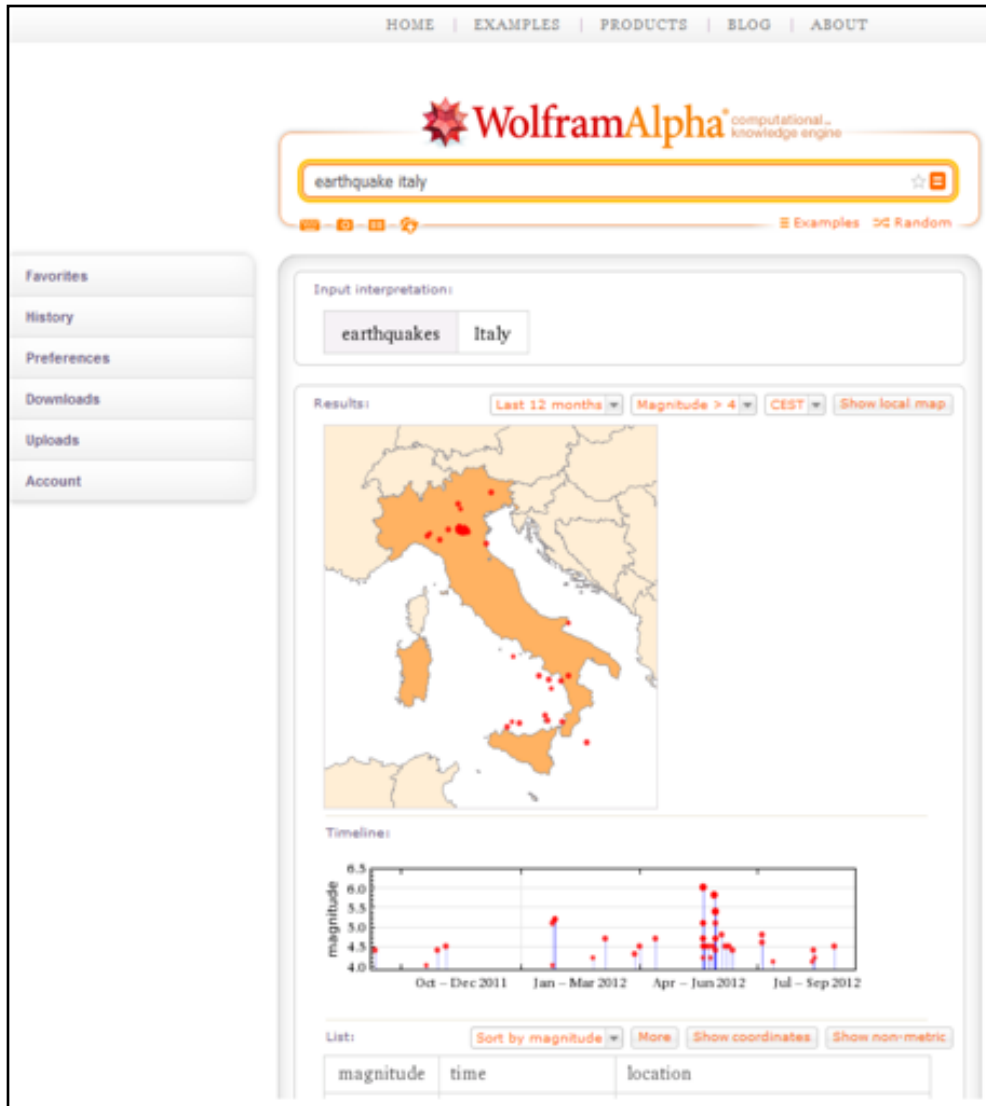 HOME | EXAMPLES | PRODUCTS | BLOG | ABOUT
WolframAlpha® computational... knowledge engine
earthquake italy
Examples Random
Favorites
History
Preferences
Downloads
Uploads
Account
Input interpretation:
earthquakes Italy
Results: Last 12 months Magnitude > 4 CEST Show local map
Timeline:
magnitude
6.5
6.0
5.5
5.0
4.5
4.0
Oct – Dec 2011 Jan – Mar 2012 Apr – Jun 2012 Jul – Sep 2012
List: Sort by magnitude More Show coordinates Show non-metric
magnitude time location